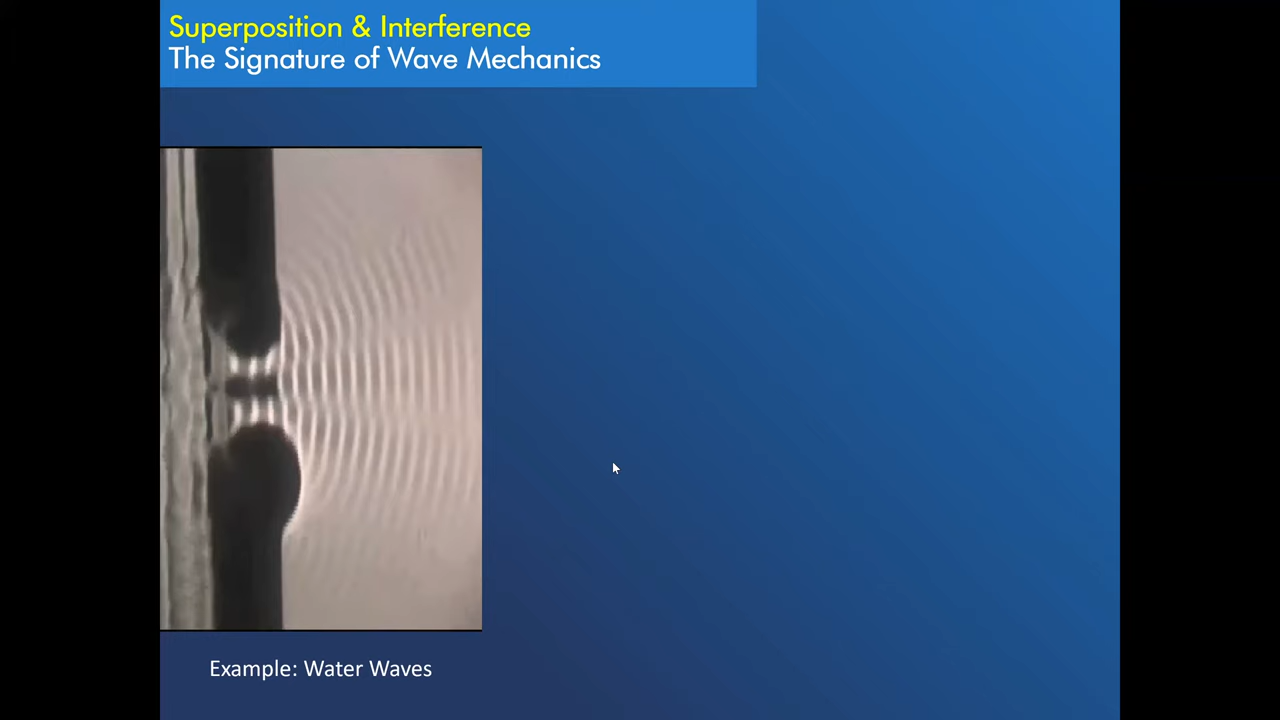 Superposition & Interference
The Signature of Wave Mechanics
Example: Water Waves